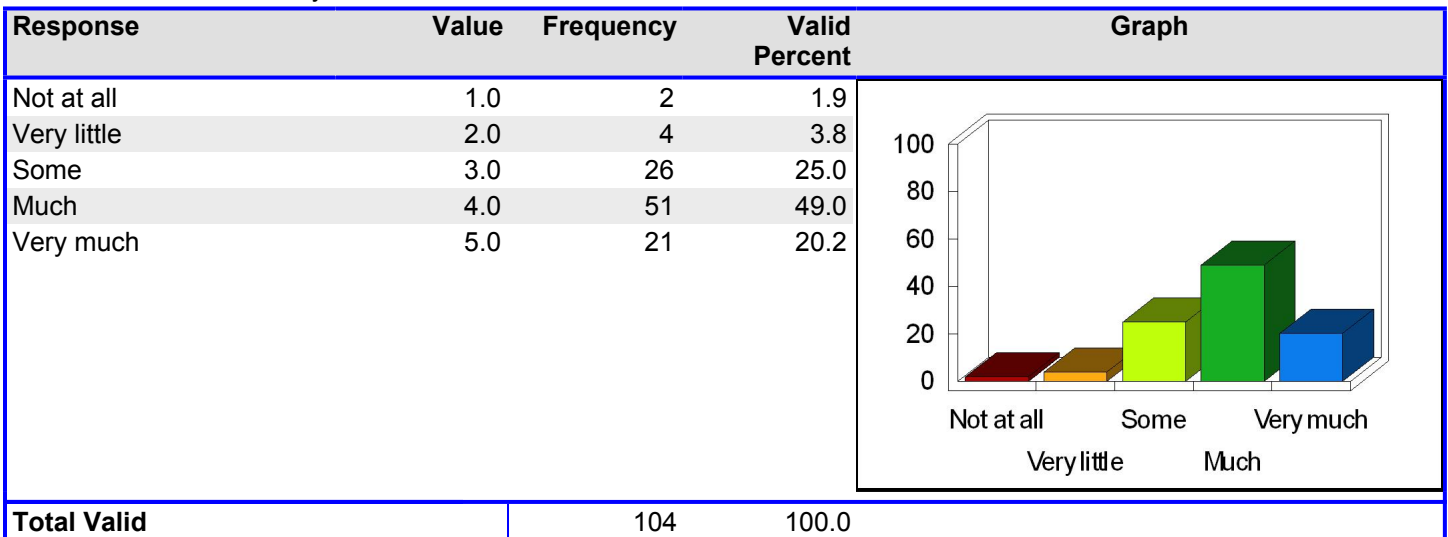 Response Value Frequency Valid Percent Graph
Not at all 1.0 2 1.9
Very little 2.0 4 3.8
Some 3.0 26 25.0
Much 4.0 51 49.0
Very much 5.0 21 20.2
100
80
60
40
20
0
Not at all Some Very much
Very little Much
Total Valid 104 100.0